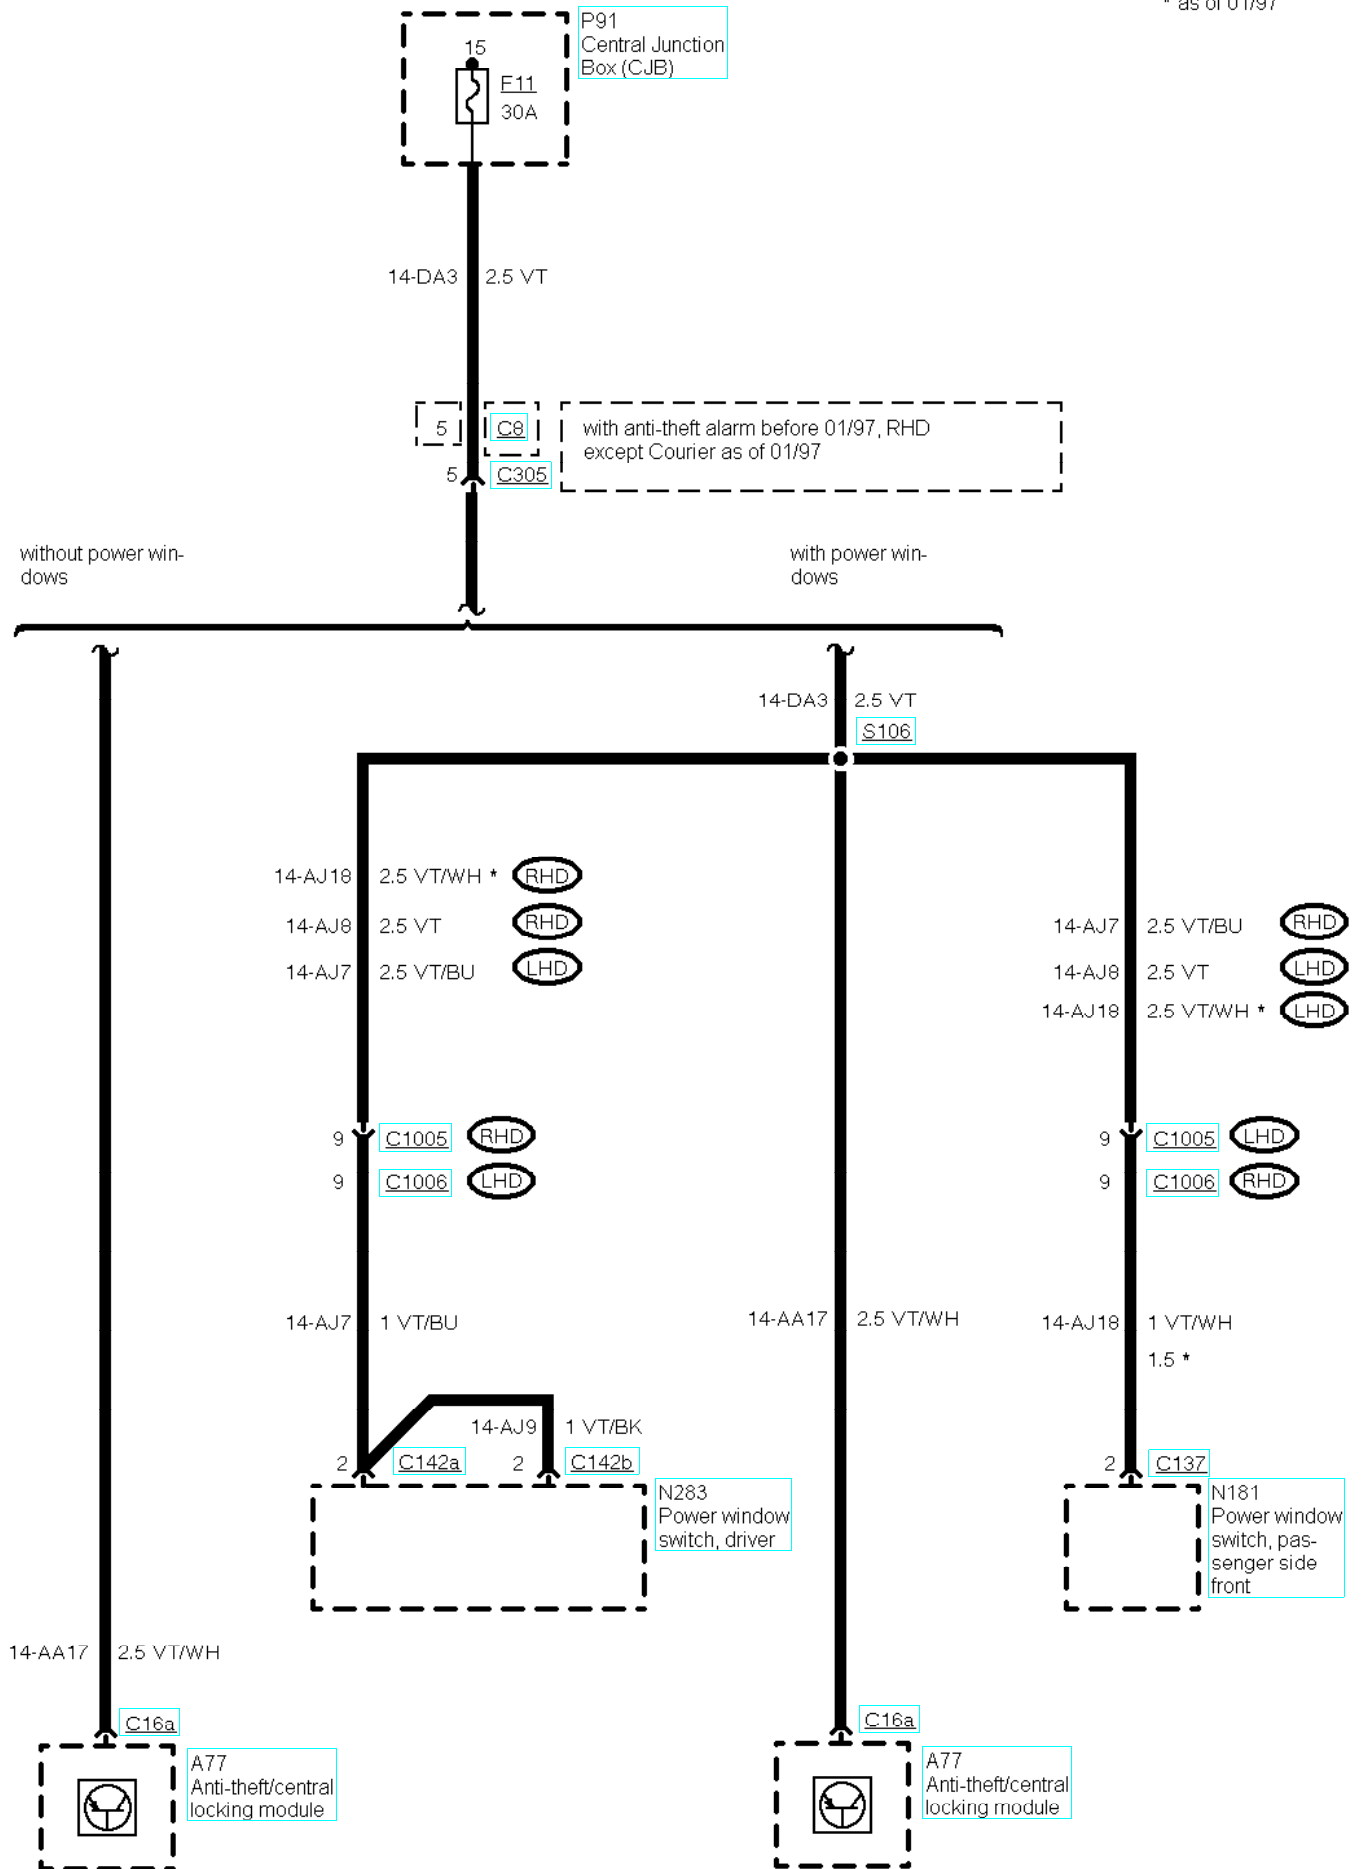 * as of 01/97
P91
Central Junction
Box (CJB)
15
F11
30A
14-DA3 2.5 VT
5 C8
with anti-theft alarm before 01/97, RHD
except Courier as of 01/97
5 C305
without power win-
dows
with power win-
dows
14-DA3 2.5 VT
S106
14-AJ18 2.5 VT/WH * RHD
14-AJ8 2.5 VT RHD
14-AJ7 2.5 VT/BU LHD
14-AJ7 2.5 VT/BU RHD
14-AJ8 2.5 VT LHD
14-AJ18 2.5 VT/WH * LHD
9 C1005 RHD
9 C1006 LHD
9 C1005 LHD
9 C1006 RHD
14-AJ7 1 VT/BU
14-AA17 2.5 VT/WH
14-AJ18 1 VT/WH
1.5 *
14-AJ9 1 VT/BK
2 C142a
2 C142b
2 C137
N283
Power window
switch, driver
N181
Power window
switch, pas-
senger side
front
14-AA17 2.5 VT/WH
C16a
A77
Anti-theft/central
locking module
C16a
A77
Anti-theft/central
locking module